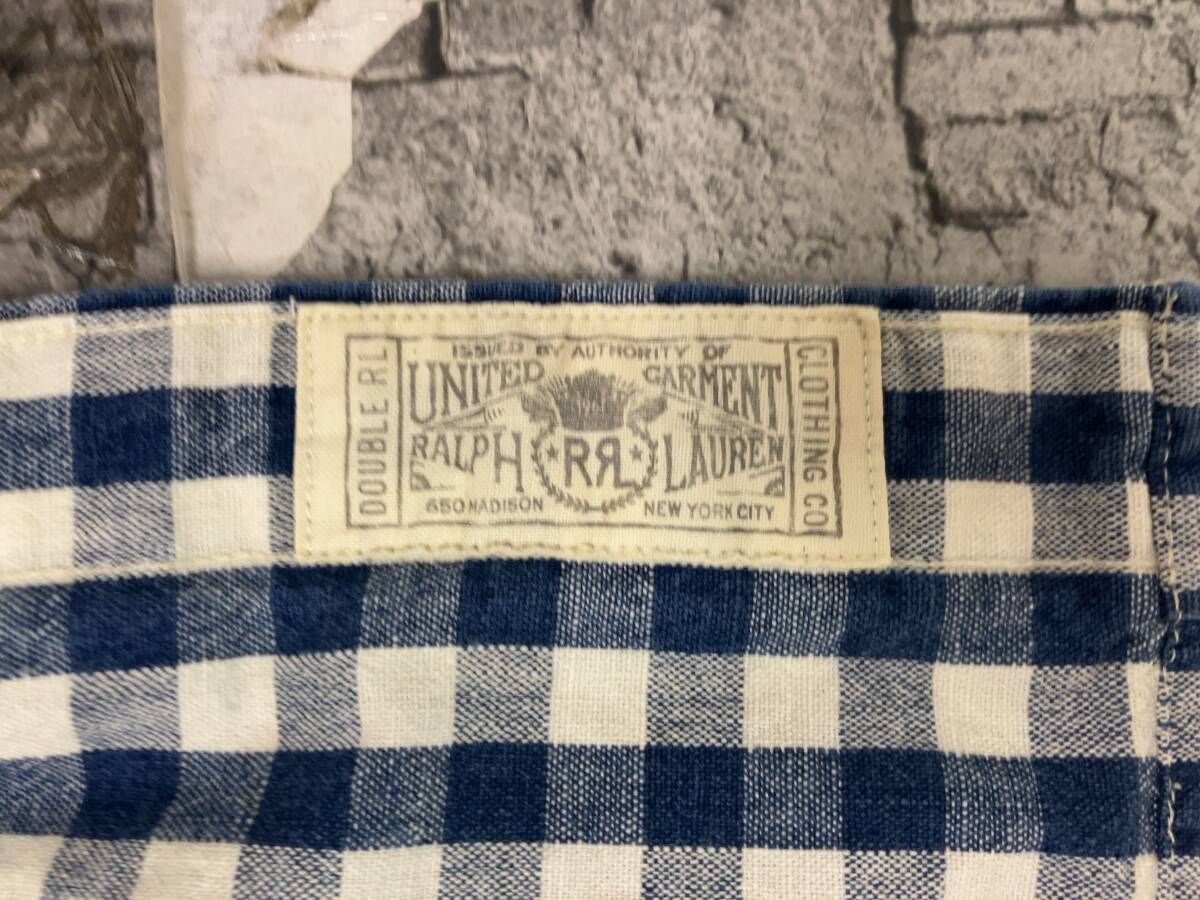 DOUBLE RL
ISSUED BY AUTHORITY OF
UNITED GARMENT
RALPH RRL LAUREN
650 MADISON NEW YORK CITY
CLOTHING CO